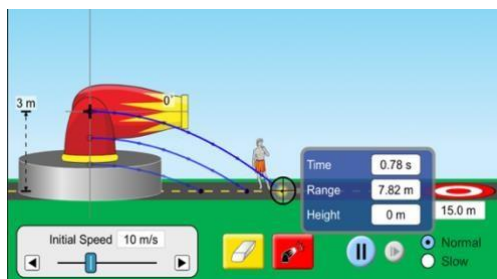 3 m
0°
Time 0.78 s
Range 7.82 m
Height 0 m
15.0 m
Initial Speed 10 m/s
Normal
Slow